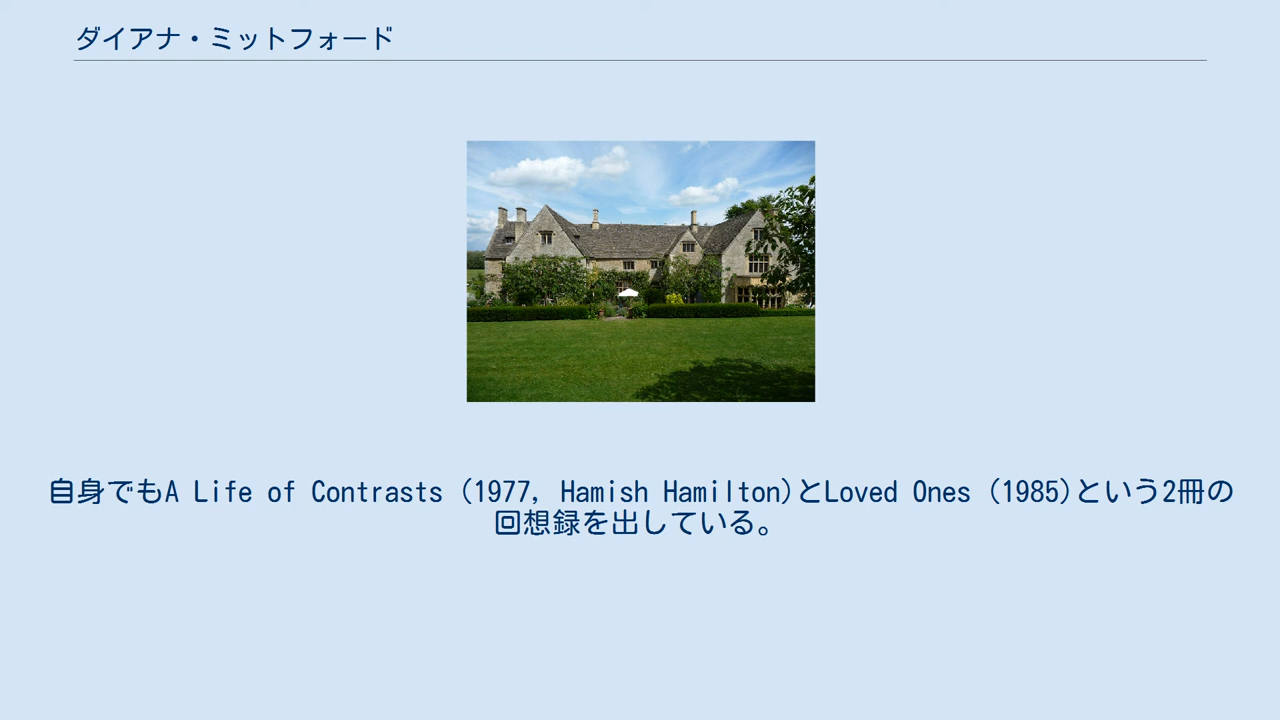 ダイアナ・ミットフォード
自身でもA Life of Contrasts (1977, Hamish Hamilton)とLoved Ones (1985)という2冊の
回想録を出している。